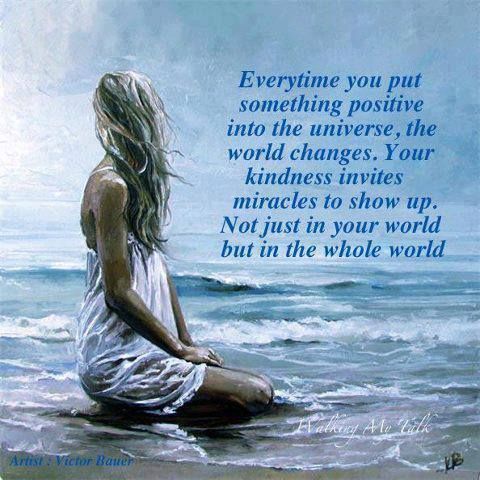 Everytime you put
something positive
into the universe, the
world changes. Your
kindness invites
miracles to show up.
Not just in your world
but in the whole world
Walking My Talk
Artist : Victor Bauer